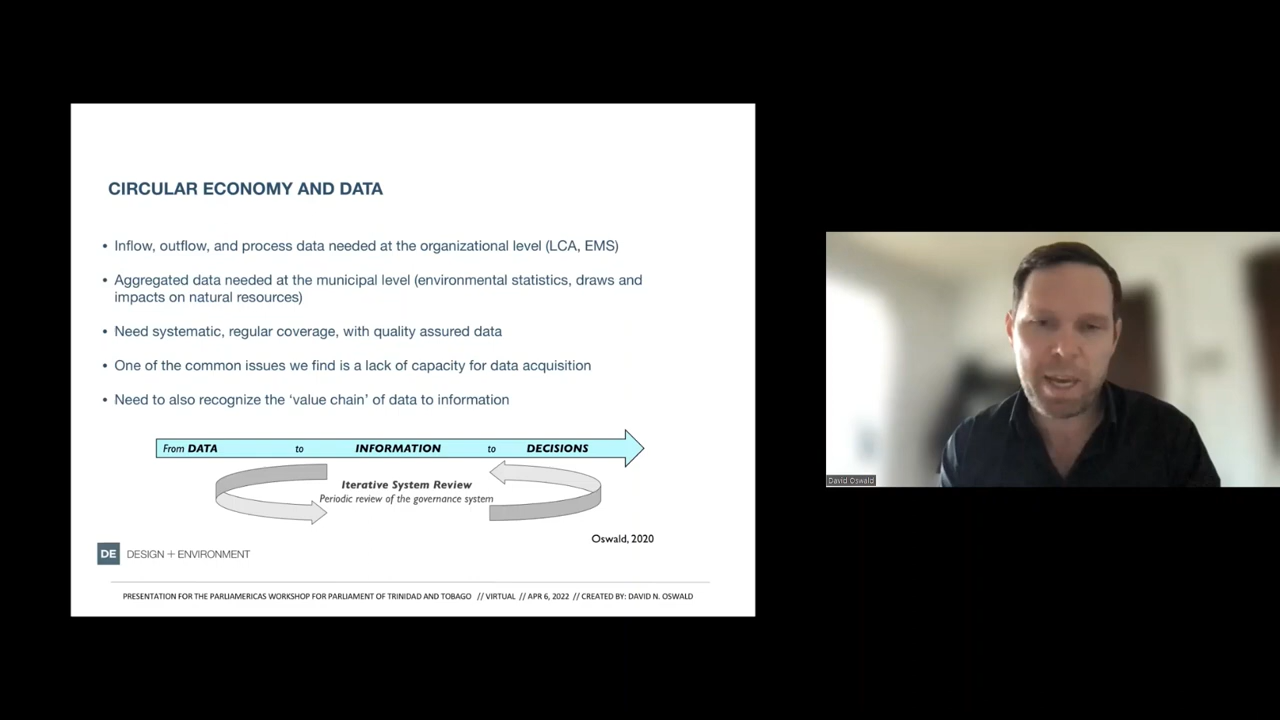 CIRCULAR ECONOMY AND DATA
• Inflow, outflow, and process data needed at the organizational level (LCA, EMS)
• Aggregated data needed at the municipal level (environmental statistics, draws and
impacts on natural resources)
• Need systematic, regular coverage, with quality assured data
• One of the common issues we find is a lack of capacity for data acquisition
• Need to also recognize the ‘value chain’ of data to information
From DATA to INFORMATION to DECISIONS
Iterative System Review
Periodic review of the governance system
Oswald, 2020
DE DESIGN + ENVIRONMENT
PRESENTATION FOR THE PARLIAMERICAS WORKSHOP FOR PARLIAMENT OF TRINIDAD AND TOBAGO // VIRTUAL // APR 6, 2022 // CREATED BY: DAVID N. OSWALD
David Oswald